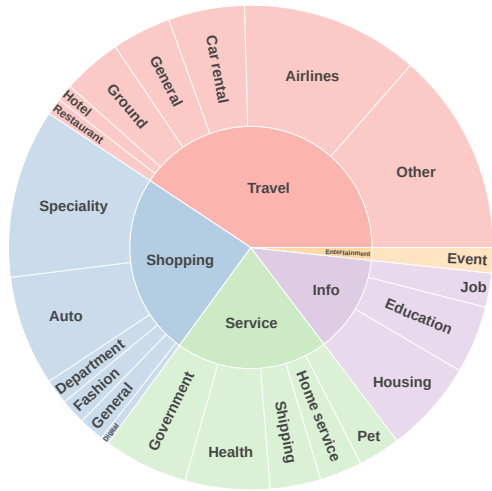 Car rental
General
Airlines
Ground
Hotel
Restaurant
Other
Travel
Speciality
Shopping
Entertainment
Event
Info
Job
Education
Auto
Service
Department
Fashion
General
Digital
Housing
Government
Health
Shipping
Home service
Pet